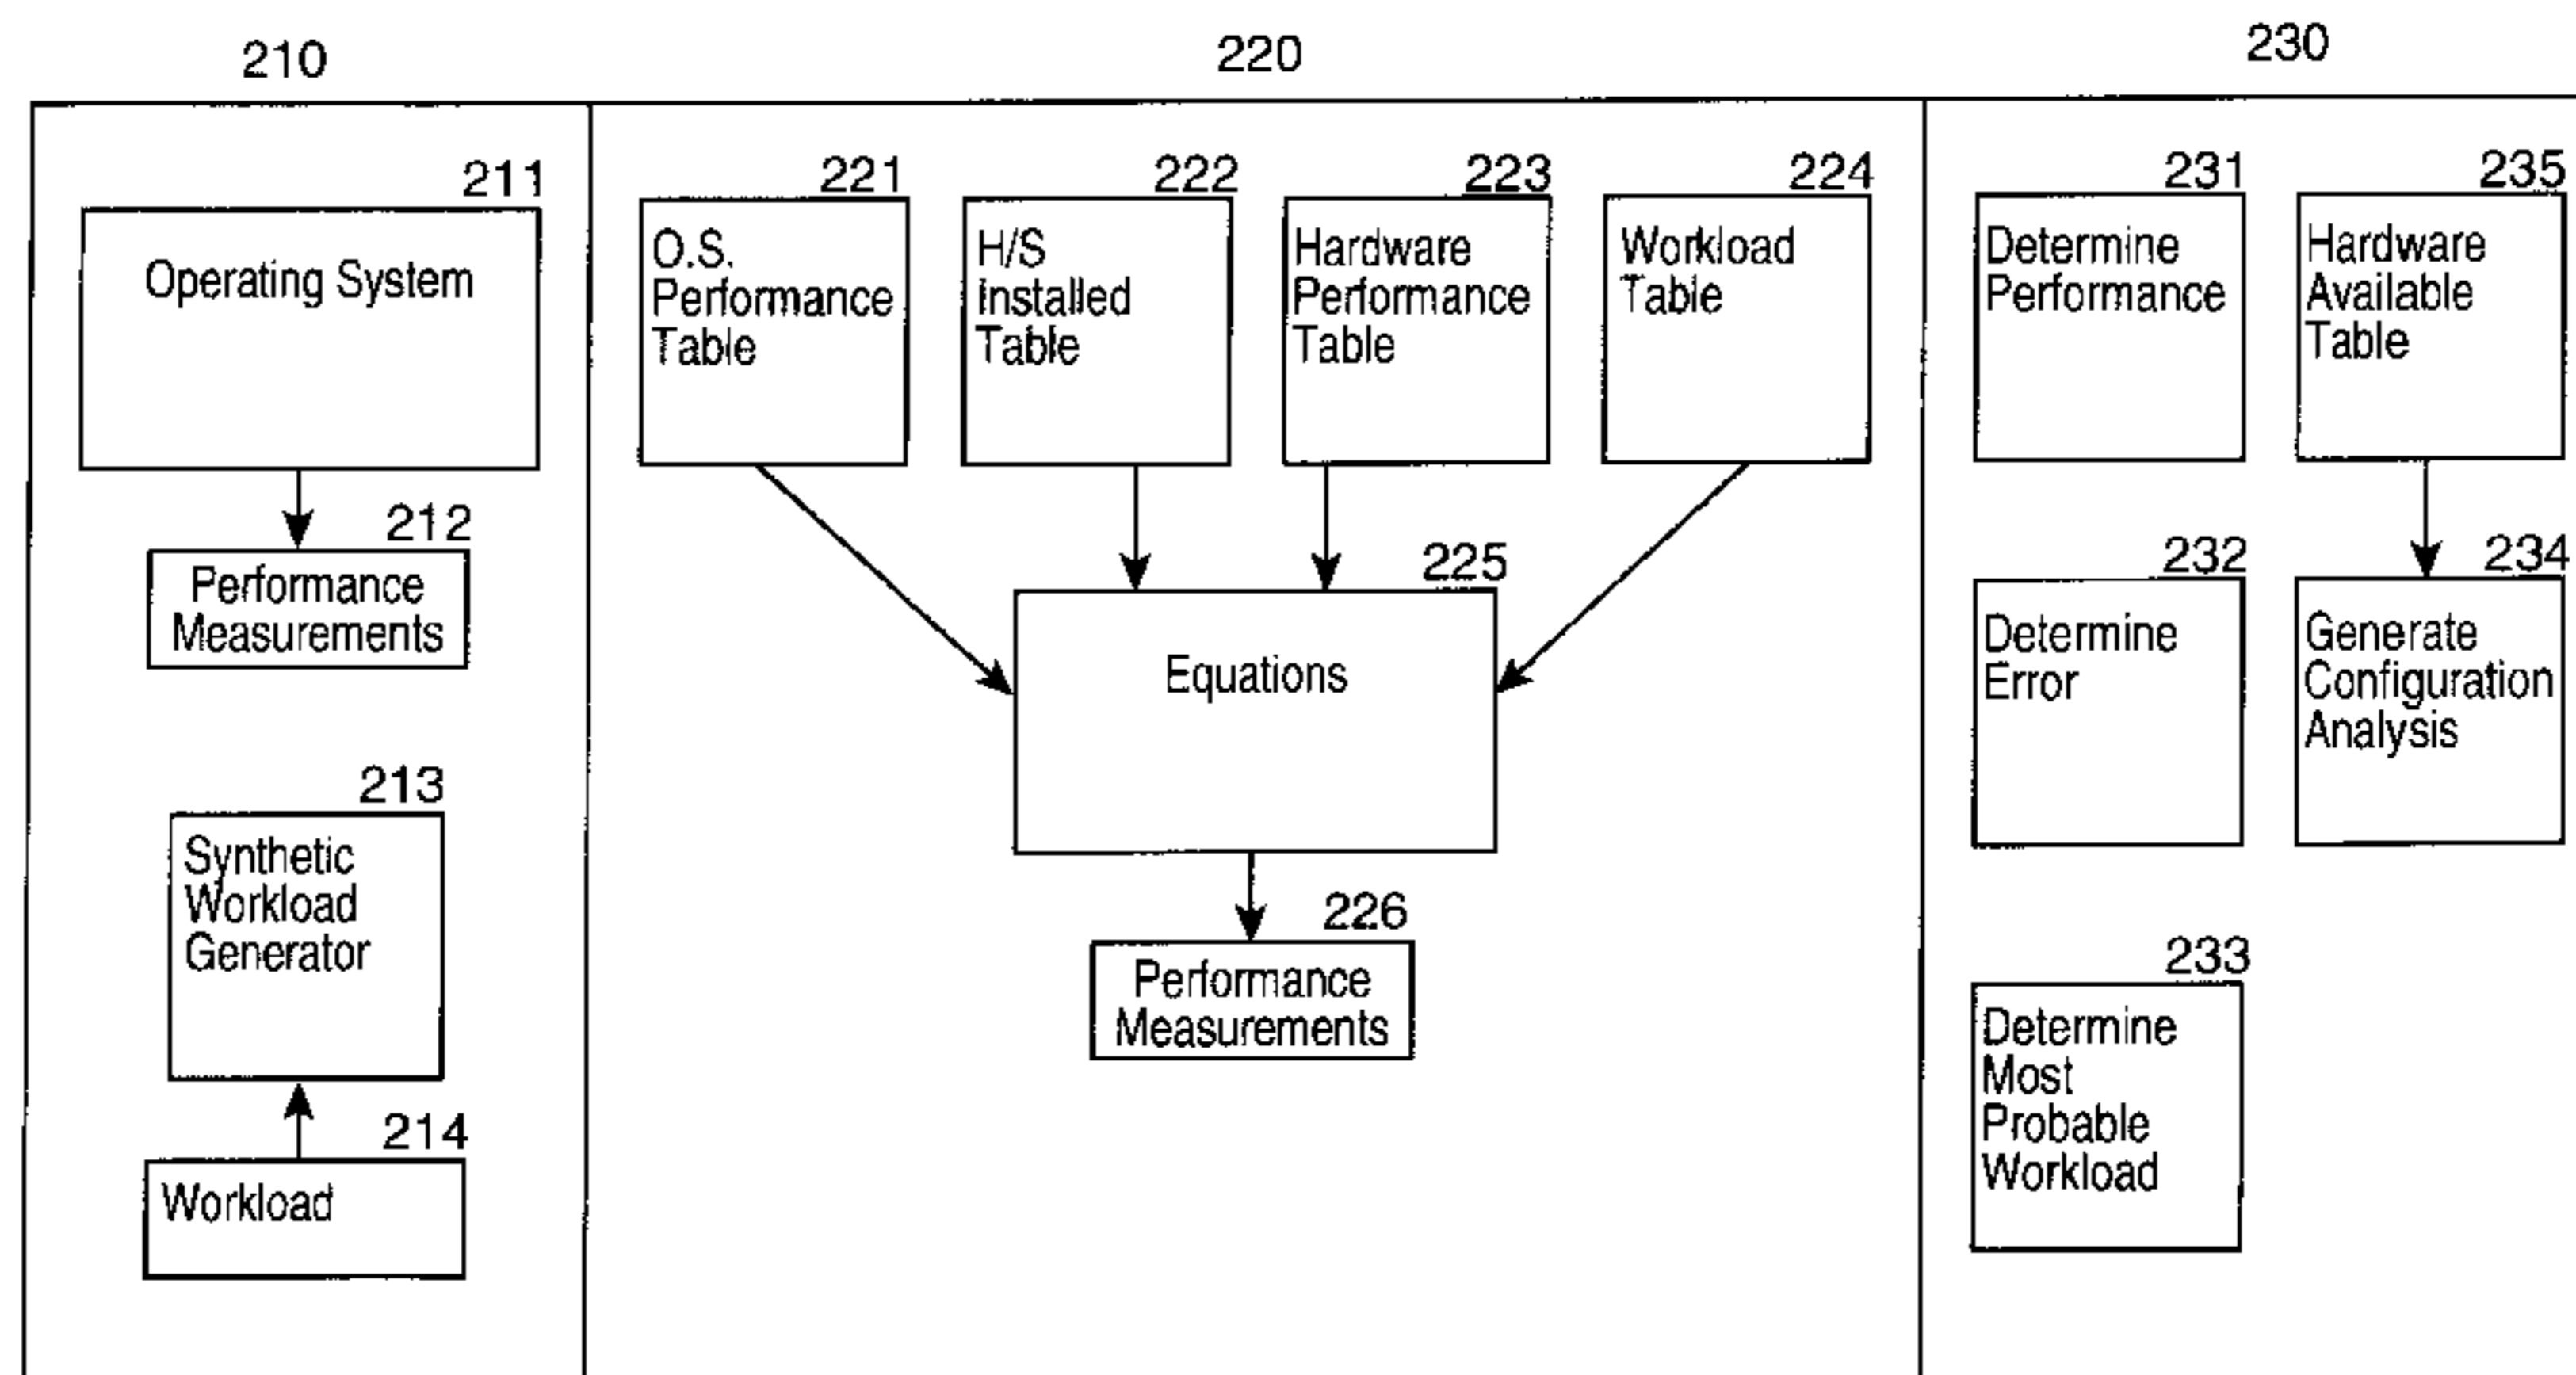 210
220
230
211
Operating System
212
Performance
Measurements
213
Synthetic
Workload
Generator
214
Workload
221
O.S.
Performance
Table
222
H/S
Installed
Table
223
Hardware
Performance
Table
224
Workload
Table
225
Equations
226
Performance
Measurements
231
Determine
Performance
235
Hardware
Available
Table
232
Determine
Error
234
Generate
Configuration
Analysis
233
Determine
Most
Probable
Workload